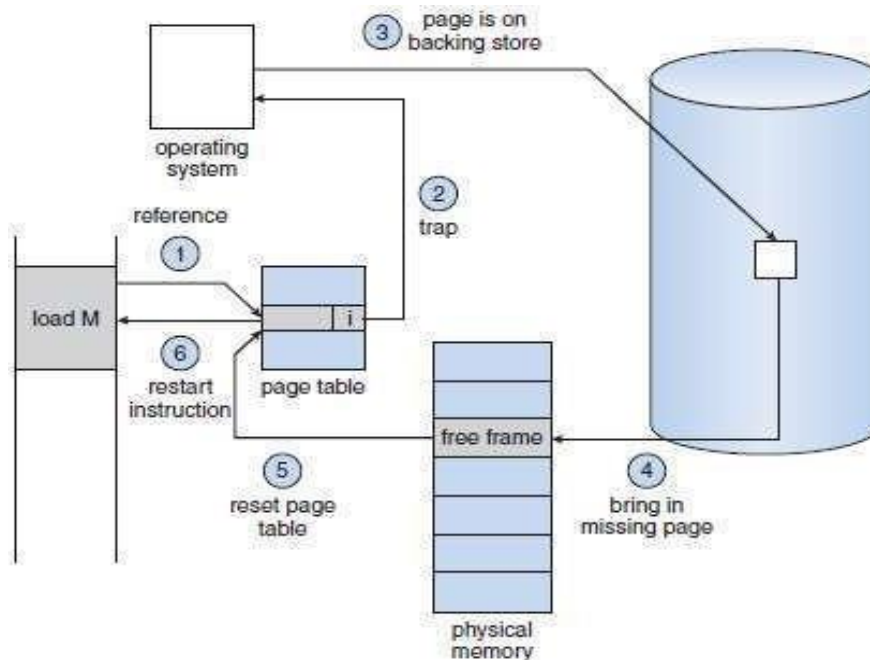 3
page is on
backing store
operating
system
2
trap
reference
1
load M
i
6
restart
instruction
page table
free frame
5
reset page
table
4
bring in
missing page
physical
memory